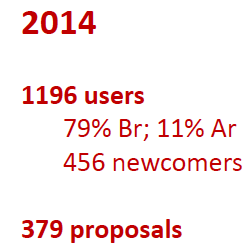 2014
1196 users
79% Br; 11% Ar
456 newcomers
379 proposals